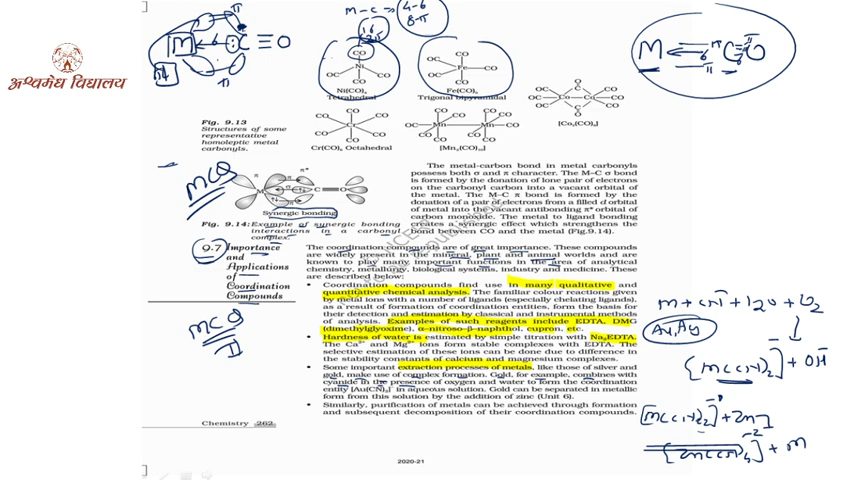 अश्वमेध विद्यालय
M
:C≡O
π
σ
π
M-C
Ni(CO)₄
Tetrahedral
Fe(CO)₅
Trigonal bipyramidal
[Co₂(CO)₈]
Cr(CO)₆ Octahedral
[Mn₂(CO)₁₀]
Fig. 9.13
Structures of some
representative
homoleptic metal
carbonyls.
MCQ
Synergic bonding
Fig. 9.14: Example of synergic bonding
interactions in a carbonyl
complex.
The metal-carbon bond in metal carbonyls
possess both σ and π character. The M–C σ bond
is formed by the donation of lone pair of electrons
on the carbonyl carbon into a vacant orbital of
the metal. The M–C π bond is formed by the
donation of a pair of electrons from a filled d orbital
of metal into the vacant antibonding π* orbital of
carbon monoxide. The metal to ligand bonding
creates a synergic effect which strengthens the
bond between CO and the metal (Fig.9.14).
9.7 Importance
and
Applications
of
Coordination
Compounds
MCQ
The coordination compounds are of great importance. These compounds
are widely present in the mineral, plant and animal worlds and are
known to play many important functions in the area of analytical
chemistry, metallurgy, biological systems, industry and medicine. These
are described below:
• Coordination compounds find use in many qualitative and
quantitative chemical analysis. The familiar colour reactions given
by metal ions with a number of ligands (especially chelating ligands),
as a result of formation of coordination entities, form the basis for
their detection and estimation by classical and instrumental methods
of analysis. Examples of such reagents include EDTA, DMG
(dimethylglyoxime), α–nitroso–β–naphthol, cupron, etc.
• Hardness of water is estimated by simple titration with Na₂EDTA.
The Ca²⁺ and Mg²⁺ ions form stable complexes with EDTA. The
selective estimation of these ions can be done due to difference in
the stability constants of calcium and magnesium complexes.
• Some important extraction processes of metals, like those of silver and
gold, make use of complex formation. Gold, for example, combines with
cyanide in the presence of oxygen and water to form the coordination
entity [Au(CN)₂]⁻ in aqueous solution. Gold can be separated in metallic
form from this solution by the addition of zinc (Unit 6).
• Similarly, purification of metals can be achieved through formation
and subsequent decomposition of their coordination compounds.
M+CN⁻+H₂O+O₂
Au,Ag
[M(CN)₂]⁻+OH⁻
[M(CN)₂]⁻+Zn
[Zn(CN)₄]⁻²+M
Chemistry 262
2020-21